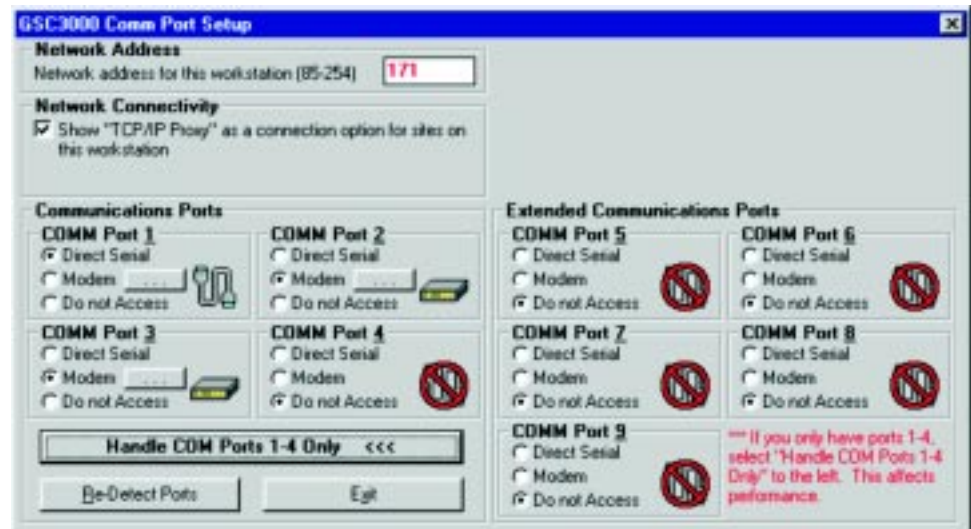 GSC3000 Comm Port Setup
Network Address
Network address for this workstation (85-254) 171
Network Connectivity
Show "TCP/IP Proxy" as a connection option for sites on
this workstation
Communications Ports
COMM Port 1
Direct Serial
Modem ...
Do not Access
COMM Port 2
Direct Serial
Modem ...
Do not Access
COMM Port 3
Direct Serial
Modem ...
Do not Access
COMM Port 4
Direct Serial
Modem
Do not Access
Handle COM Ports 1-4 Only <<<
Re-Detect Ports
Exit
Extended Communications Ports
COMM Port 5
Direct Serial
Modem
Do not Access
COMM Port 6
Direct Serial
Modem
Do not Access
COMM Port 7
Direct Serial
Modem
Do not Access
COMM Port 8
Direct Serial
Modem
Do not Access
COMM Port 9
Direct Serial
Modem
Do not Access
*** If you only have ports 1-4,
select "Handle COM Ports 1-4
Only" to the left. This affects
performance.